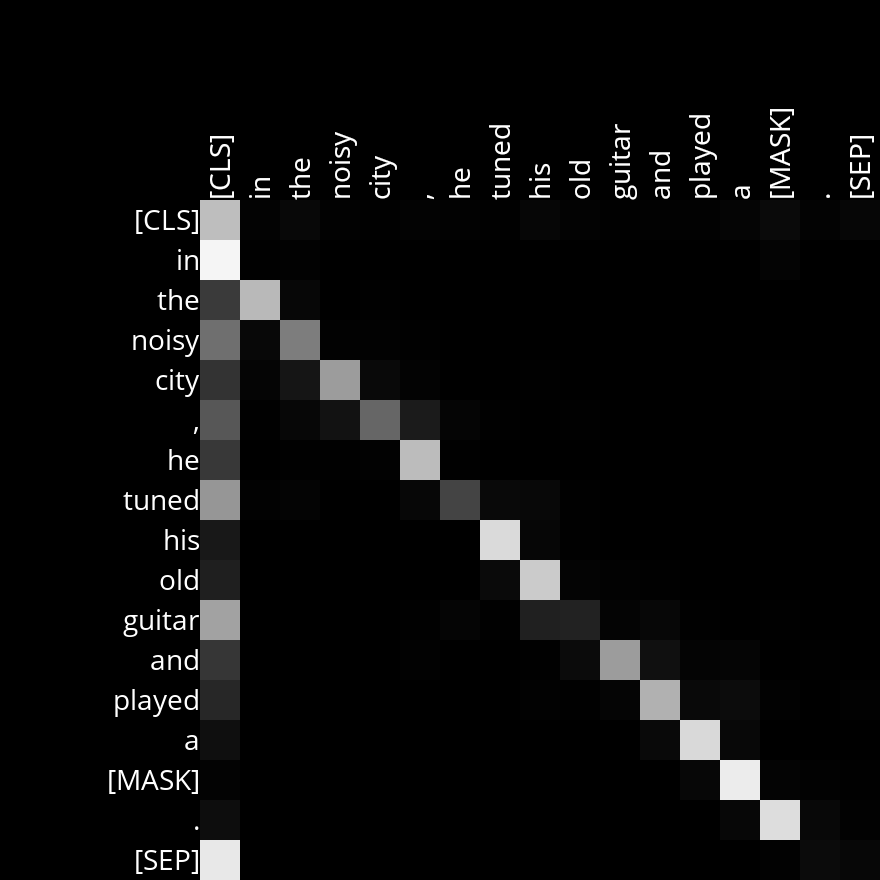 [CLS]
in
the
noisy
city
,
he
tuned
his
old
guitar
and
played
a
[MASK]
.
[SEP]
[CLS]
in
the
noisy
city
,
he
tuned
his
old
guitar
and
played
a
[MASK]
.
[SEP]